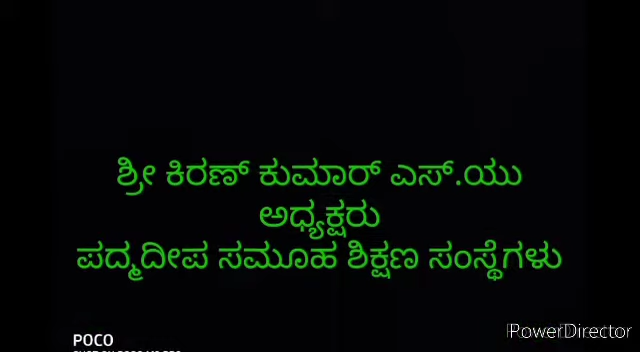 ಶ್ರೀ ಕಿರಣ್ ಕುಮಾರ್ ಎಸ್.ಯು
ಅಧ್ಯಕ್ಷರು
ಪದ್ಮದೀಪ ಸಮೂಹ ಶಿಕ್ಷಣ ಸಂಸ್ಥೆಗಳು
PowerDirector
POCO